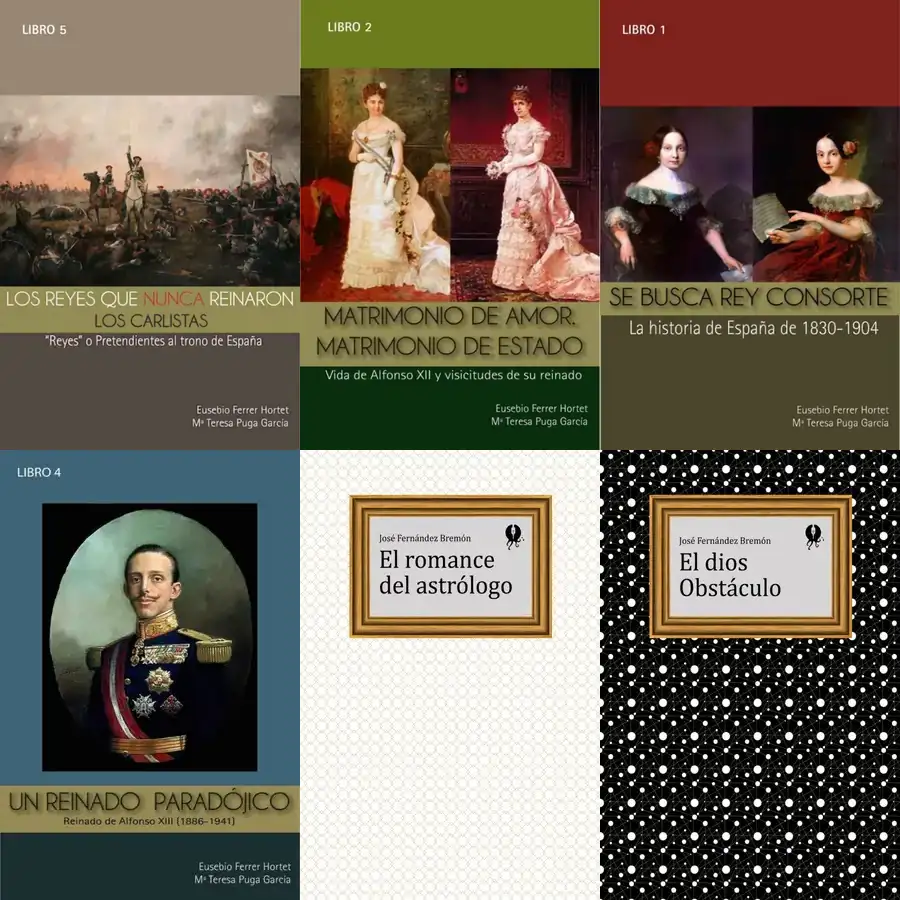 LIBRO 5
LOS REYES QUE NUNCA REINARON
LOS CARLISTAS
"Reyes" o Pretendientes al trono de España
Eusebio Ferrer Hortet
Mª Teresa Puga García
LIBRO 2
MATRIMONIO DE AMOR,
MATRIMONIO DE ESTADO
Vida de Alfonso XII y visicitudes de su reinado
Eusebio Ferrer Hortet
Mª Teresa Puga García
LIBRO 1
SE BUSCA REY CONSORTE
La historia de España de 1830-1904
Eusebio Ferrer Hortet
Mª Teresa Puga García
LIBRO 4
UN REINADO PARADÓJICO
Reinado de Alfonso XIII (1886-1941)
Eusebio Ferrer Hortet
Mª Teresa Puga García
José Fernández Bremón
El romance
del astrólogo
José Fernández Bremón
El dios
Obstáculo